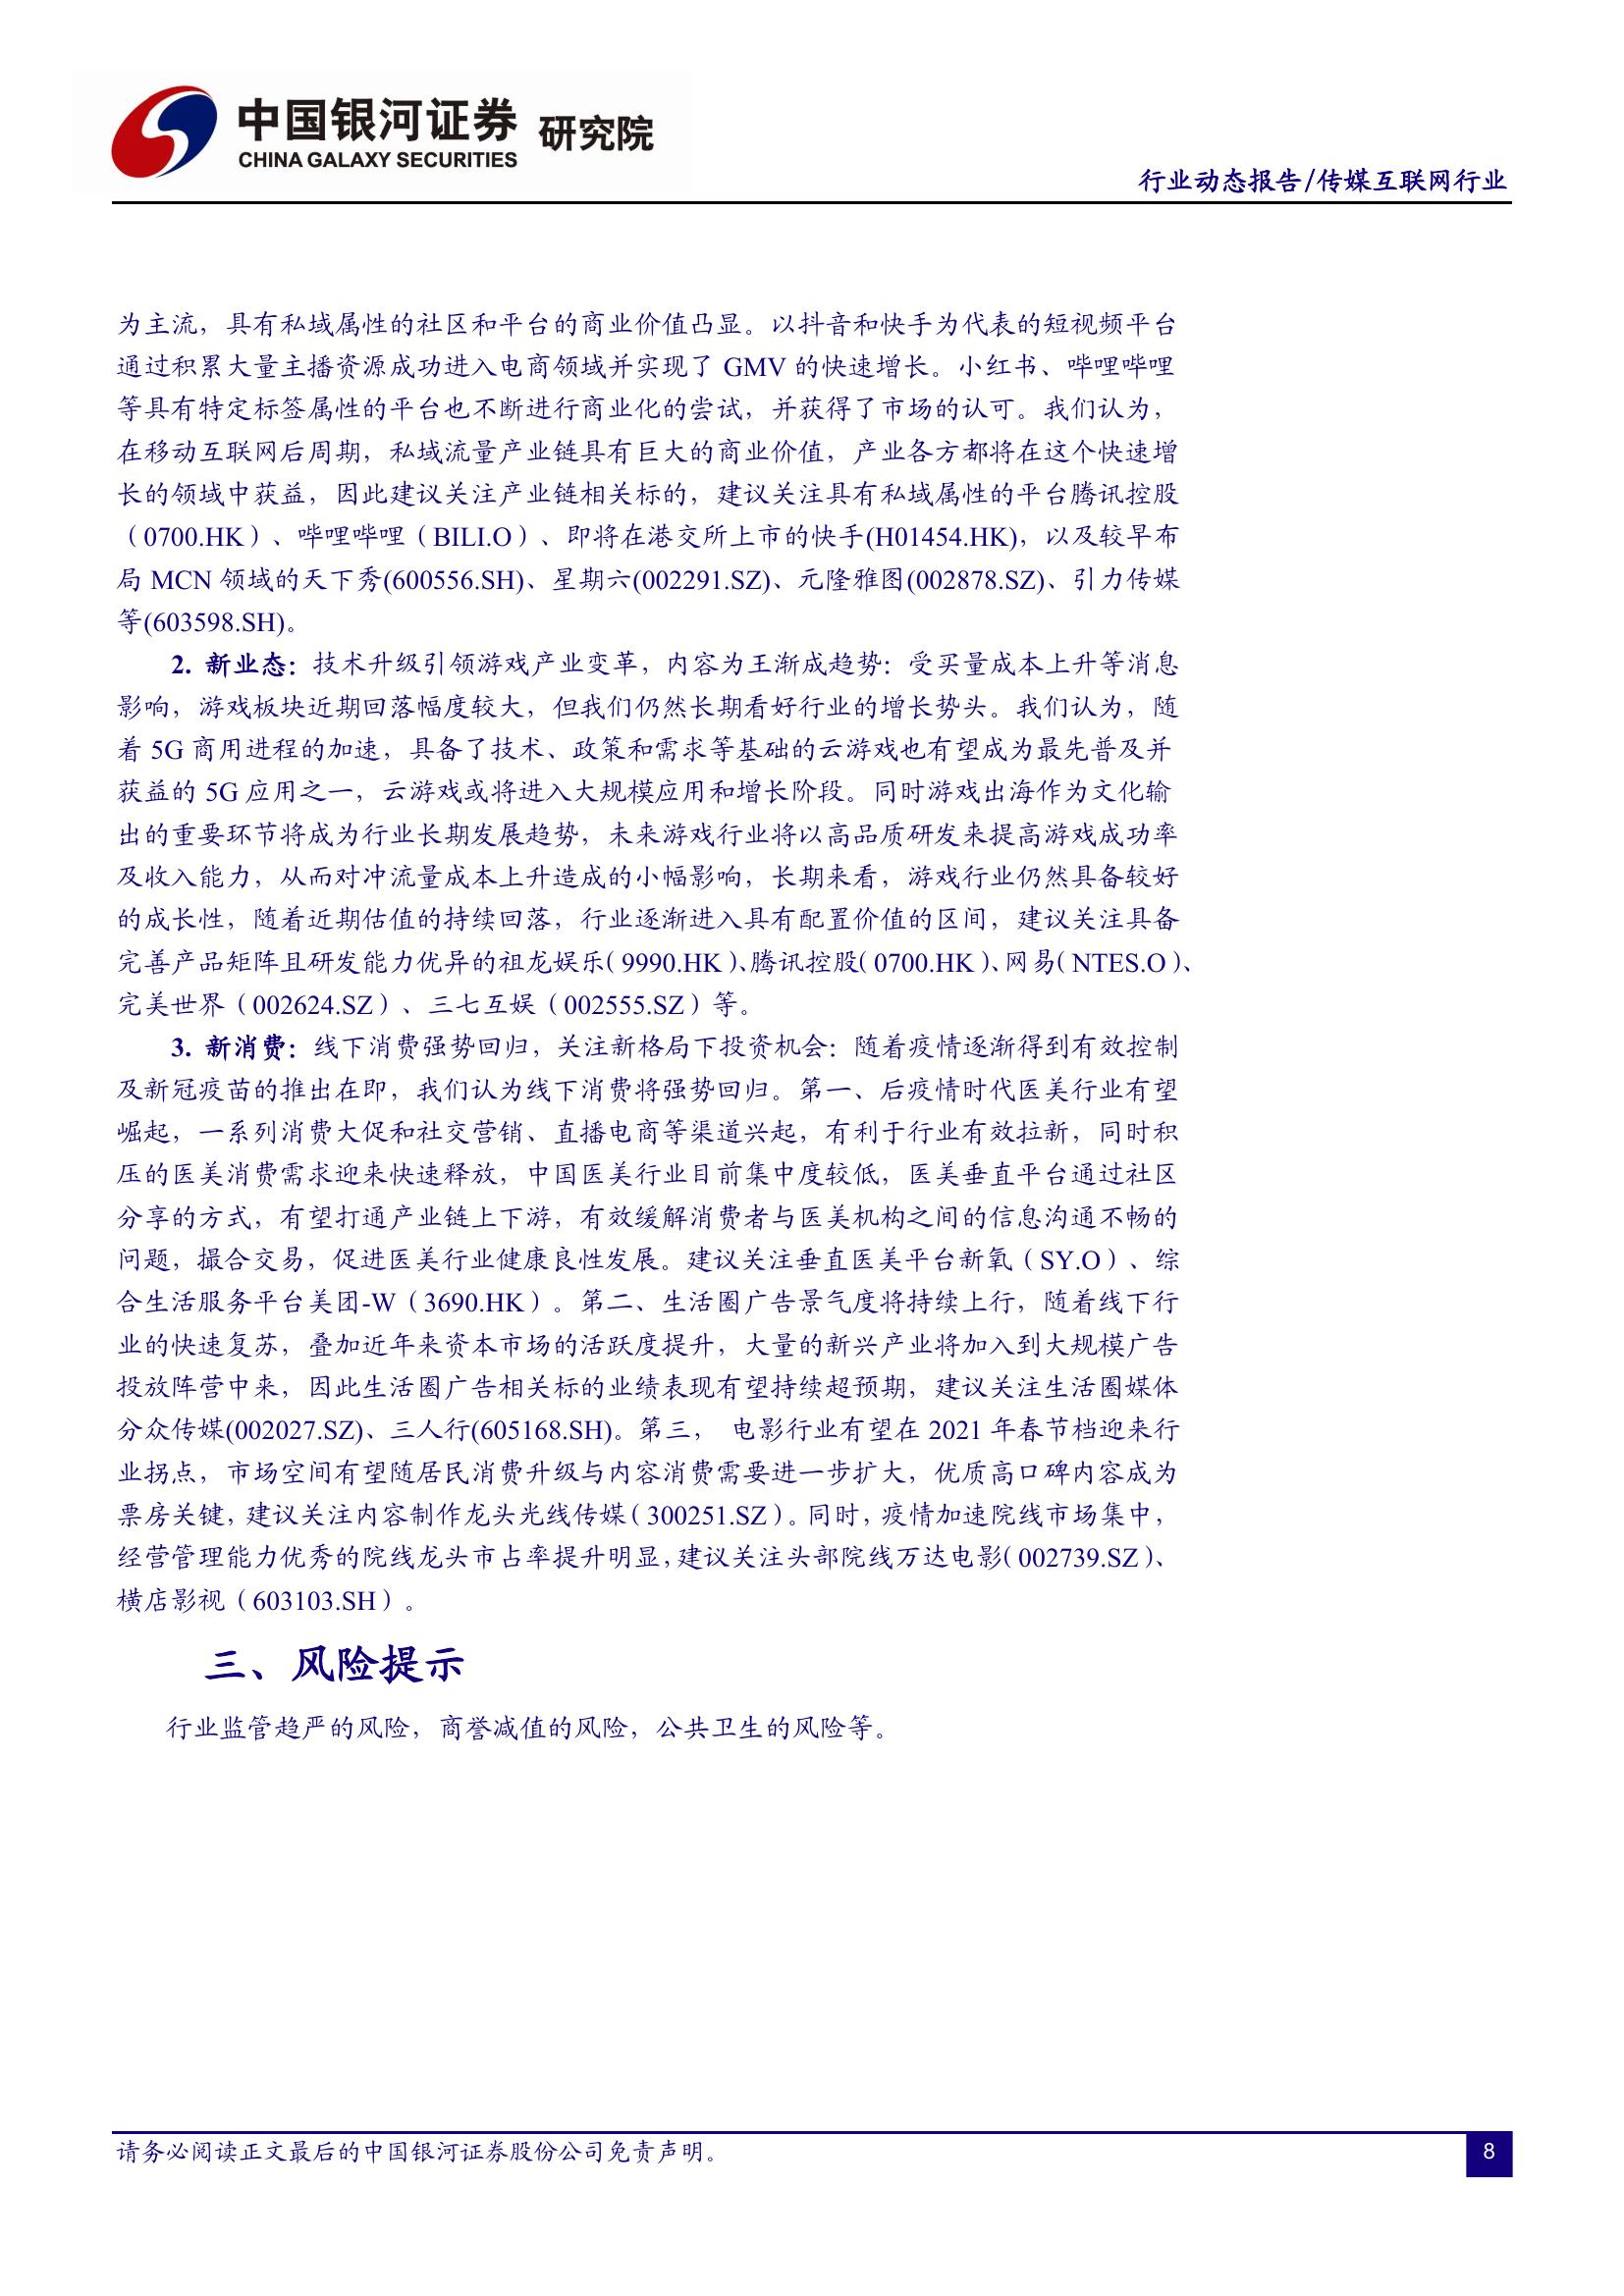 中国银河证券 研究院
CHINA GALAXY SECURITIES
行业动态报告/传媒互联网行业
为主流，具有私域属性的社区和平台的商业价值凸显。以抖音和快手为代表的短视频平台
通过积累大量主播资源成功进入电商领域并实现了 GMV 的快速增长。小红书、哔哩哔哩
等具有特定标签属性的平台也不断进行商业化的尝试，并获得了市场的认可。我们认为，
在移动互联网后周期，私域流量产业链具有巨大的商业价值，产业各方都将在这个快速增
长的领域中获益，因此建议关注产业链相关标的，建议关注具有私域属性的平台腾讯控股
（0700.HK）、哔哩哔哩（BILI.O）、即将在港交所上市的快手(H01454.HK)，以及较早布
局 MCN 领域的天下秀(600556.SH)、星期六(002291.SZ)、元隆雅图(002878.SZ)、引力传媒
等(603598.SH)。
2. 新业态：技术升级引领游戏产业变革，内容为王渐成趋势：受买量成本上升等消息
影响，游戏板块近期回落幅度较大，但我们仍然长期看好行业的增长势头。我们认为，随
着 5G 商用进程的加速，具备了技术、政策和需求等基础的云游戏也有望成为最先普及并
获益的 5G 应用之一，云游戏或将进入大规模应用和增长阶段。同时游戏出海作为文化输
出的重要环节将成为行业长期发展趋势，未来游戏行业将以高品质研发来提高游戏成功率
及收入能力，从而对冲流量成本上升造成的小幅影响，长期来看，游戏行业仍然具备较好
的成长性，随着近期估值的持续回落，行业逐渐进入具有配置价值的区间，建议关注具备
完善产品矩阵且研发能力优异的祖龙娱乐（9990.HK）、腾讯控股（0700.HK）、网易（NTES.O）、
完美世界（002624.SZ）、三七互娱（002555.SZ）等。
3. 新消费：线下消费强势回归，关注新格局下投资机会：随着疫情逐渐得到有效控制
及新冠疫苗的推出在即，我们认为线下消费将强势回归。第一、后疫情时代医美行业有望
崛起，一系列消费大促和社交营销、直播电商等渠道兴起，有利于行业有效拉新，同时积
压的医美消费需求迎来快速释放，中国医美行业目前集中度较低，医美垂直平台通过社区
分享的方式，有望打通产业链上下游，有效缓解消费者与医美机构之间的信息沟通不畅的
问题，撮合交易，促进医美行业健康良性发展。建议关注垂直医美平台新氧（SY.O）、综
合生活服务平台美团-W（3690.HK）。第二、生活圈广告景气度将持续上行，随着线下行
业的快速复苏，叠加近年来资本市场的活跃度提升，大量的新兴产业将加入到大规模广告
投放阵营中来，因此生活圈广告相关标的业绩表现有望持续超预期，建议关注生活圈媒体
分众传媒(002027.SZ)、三人行(605168.SH)。第三， 电影行业有望在 2021 年春节档迎来行
业拐点，市场空间有望随居民消费升级与内容消费需要进一步扩大，优质高口碑内容成为
票房关键，建议关注内容制作龙头光线传媒（300251.SZ）。同时，疫情加速院线市场集中，
经营管理能力优秀的院线龙头市占率提升明显，建议关注头部院线万达电影（002739.SZ）、
横店影视（603103.SH）。
三、风险提示
行业监管趋严的风险，商誉减值的风险，公共卫生的风险等。
请务必阅读正文最后的中国银河证券股份公司免责声明。
8